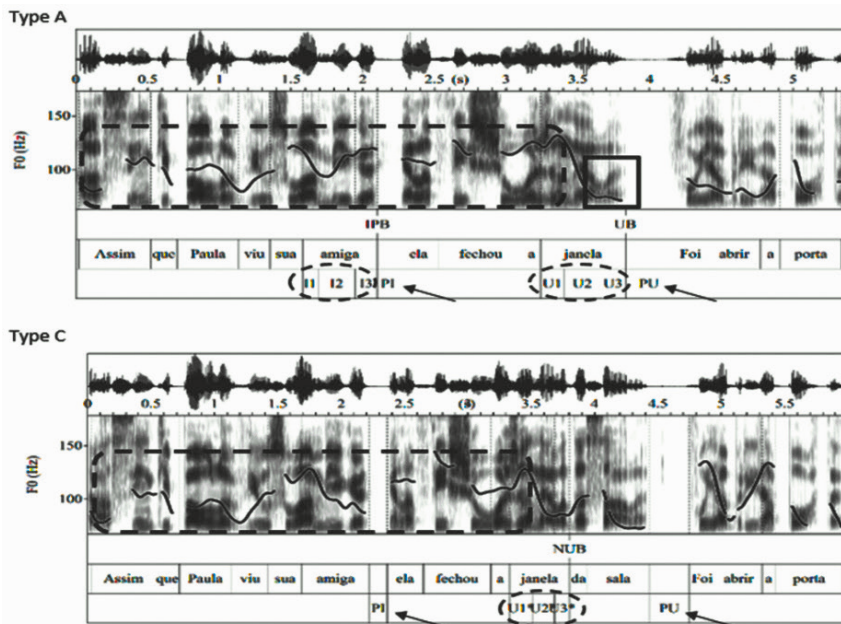 Type A
0 0.5 1 1.5 2 2.5 (s) 3 3.5 4 4.5 5
150
F0 (Hz)
100
IPB UB
Assim que Paula viu sua amiga ela fechou a janela Foi abrir a porta
I1 I2 I3 PI U1 U2 U3 PU
Type C
0 0.5 1 1.5 2 2.5 (s) 3 3.5 4 4.5 5 5.5
150
F0 (Hz)
100
NUB
Assim que Paula viu sua amiga ela fechou a janela da sala Foi abrir a porta
PI U1* U2* U3* PU